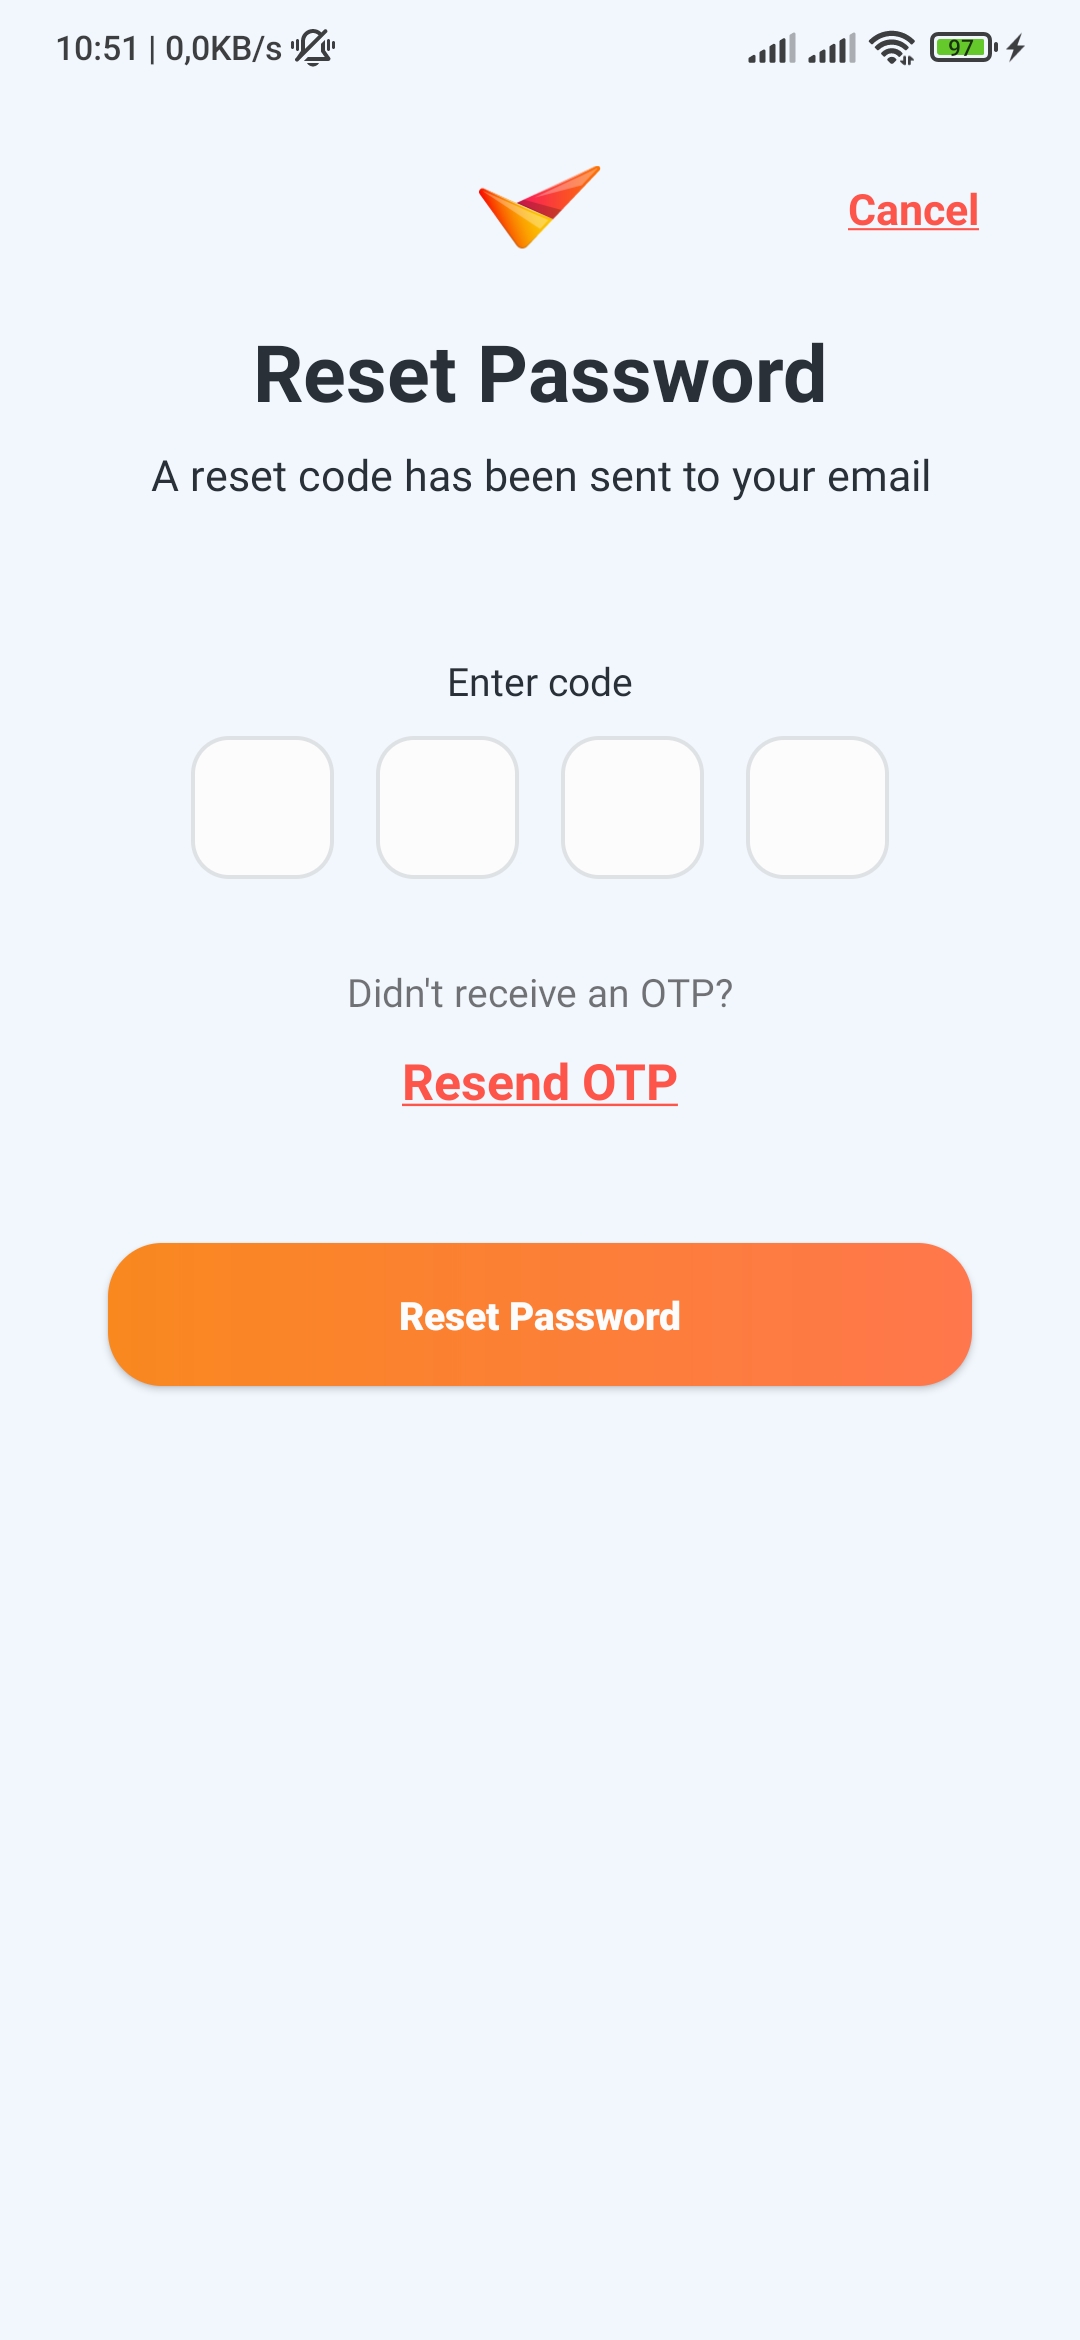 10:51 | 0,0KB/s 97
Cancel
Reset Password
A reset code has been sent to your email
Enter code
Didn't receive an OTP?
Resend OTP
Reset Password